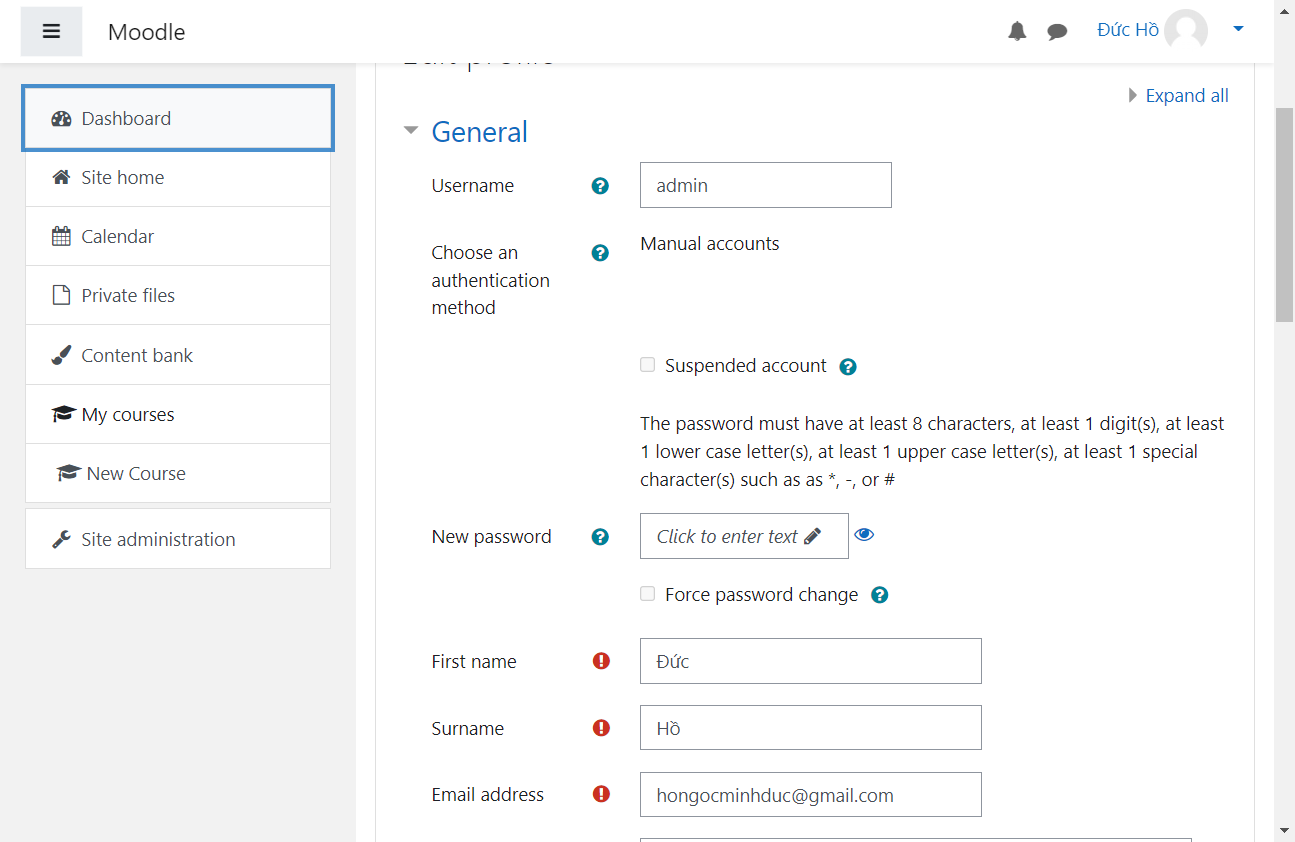 Moodle
Đức Hồ
Dashboard
Site home
Calendar
Private files
Content bank
My courses
New Course
Site administration
Edit profile
Expand all
General
Username
admin
Choose an
authentication
method
Manual accounts
Suspended account
The password must have at least 8 characters, at least 1 digit(s), at least
1 lower case letter(s), at least 1 upper case letter(s), at least 1 special
character(s) such as as *, -, or #
New password
Click to enter text
Force password change
First name
Đức
Surname
Hồ
Email address
hongocminhduc@gmail.com